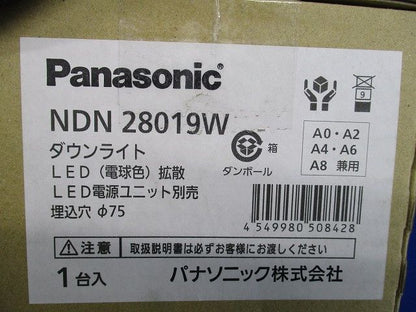 Panasonic®
NDN 28019W
ダウンライト
LED（電球色）拡散
LED電源ユニット別売
埋込穴 φ75
箱
ダンボール
9
A0・A2
A4・A6
A8 兼用
4 549980 508428
注意
取扱説明書は必ずお客様にお渡しください
1台入
パナソニック株式会社